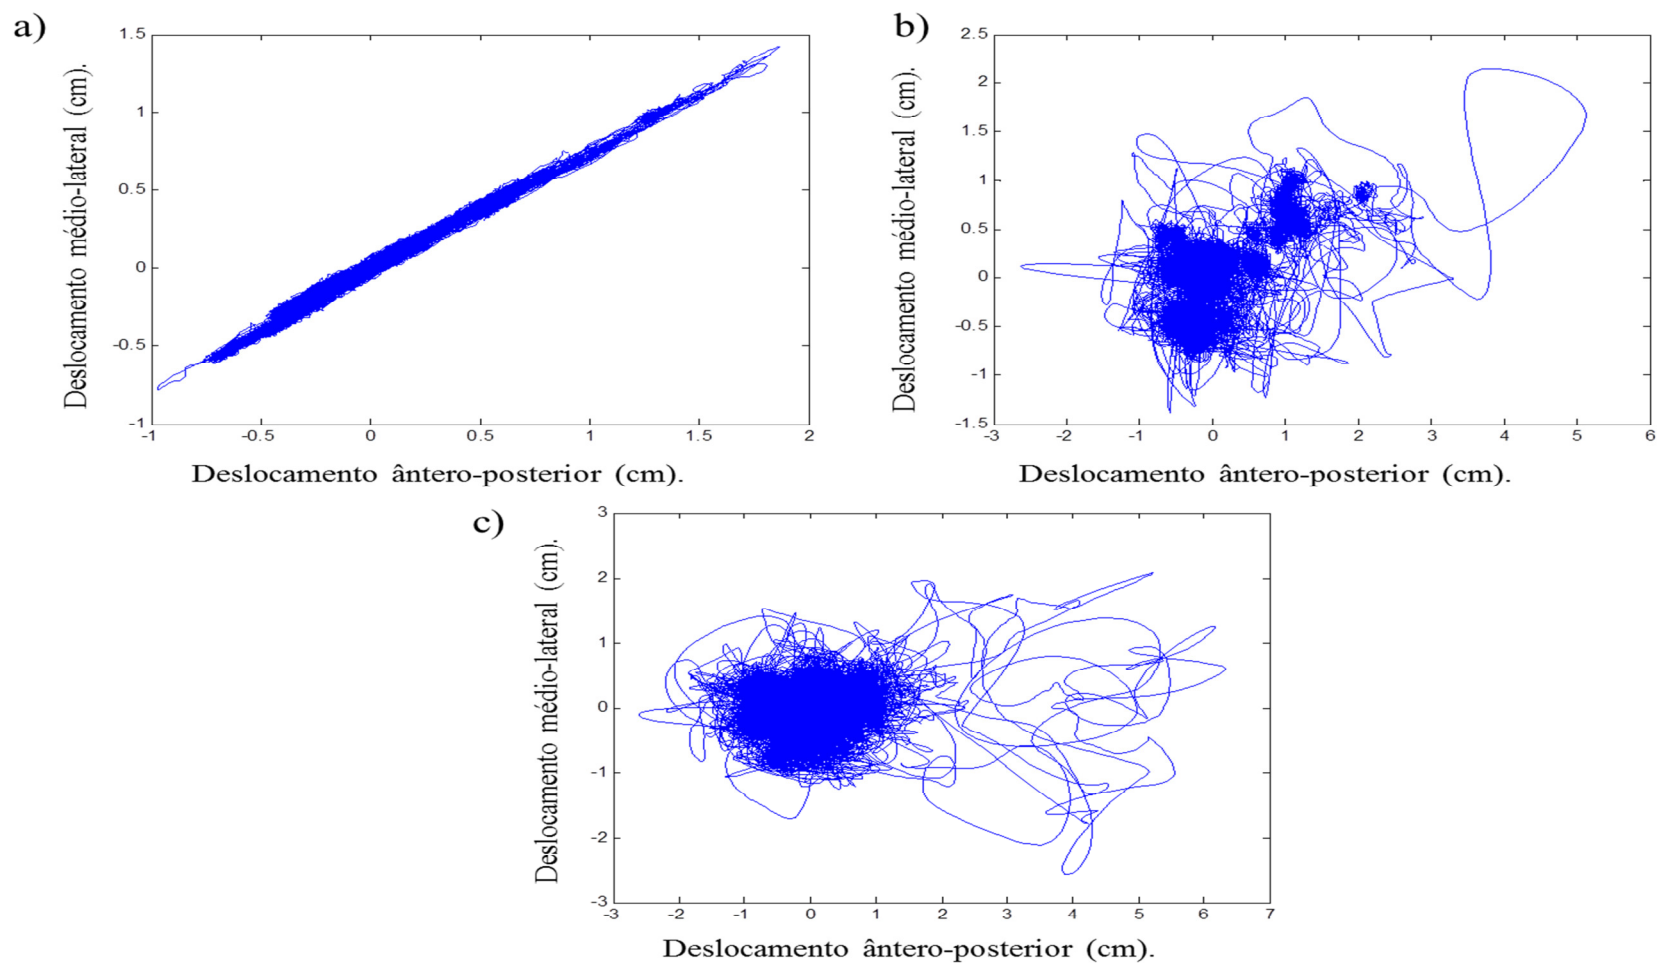 a)
Deslocamento médio-lateral (cm).
1.5
1
0.5
0
-0.5
-1
-1 -0.5 0 0.5 1 1.5 2
Deslocamento ântero-posterior (cm).
b)
Deslocamento médio-lateral (cm).
2.5
2
1.5
1
0.5
0
-0.5
-1
-1.5
-3 -2 -1 0 1 2 3 4 5 6
Deslocamento ântero-posterior (cm).
c)
Deslocamento médio-lateral (cm).
3
2
1
0
-1
-2
-3
-3 -2 -1 0 1 2 3 4 5 6 7
Deslocamento ântero-posterior (cm).